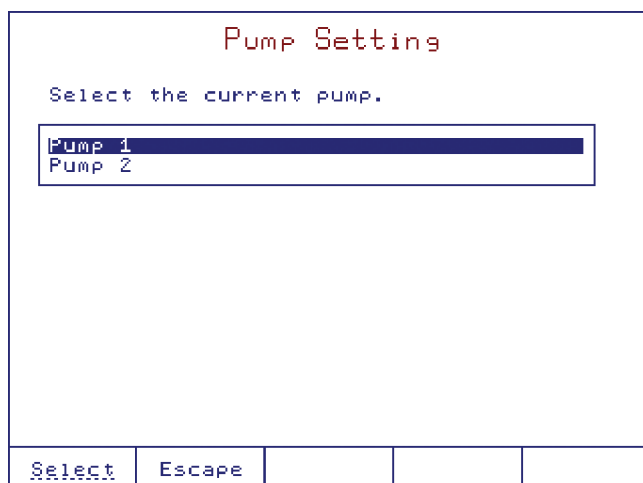 Pump Setting
Select the current pump.
Pump 1
Pump 2
Select Escape